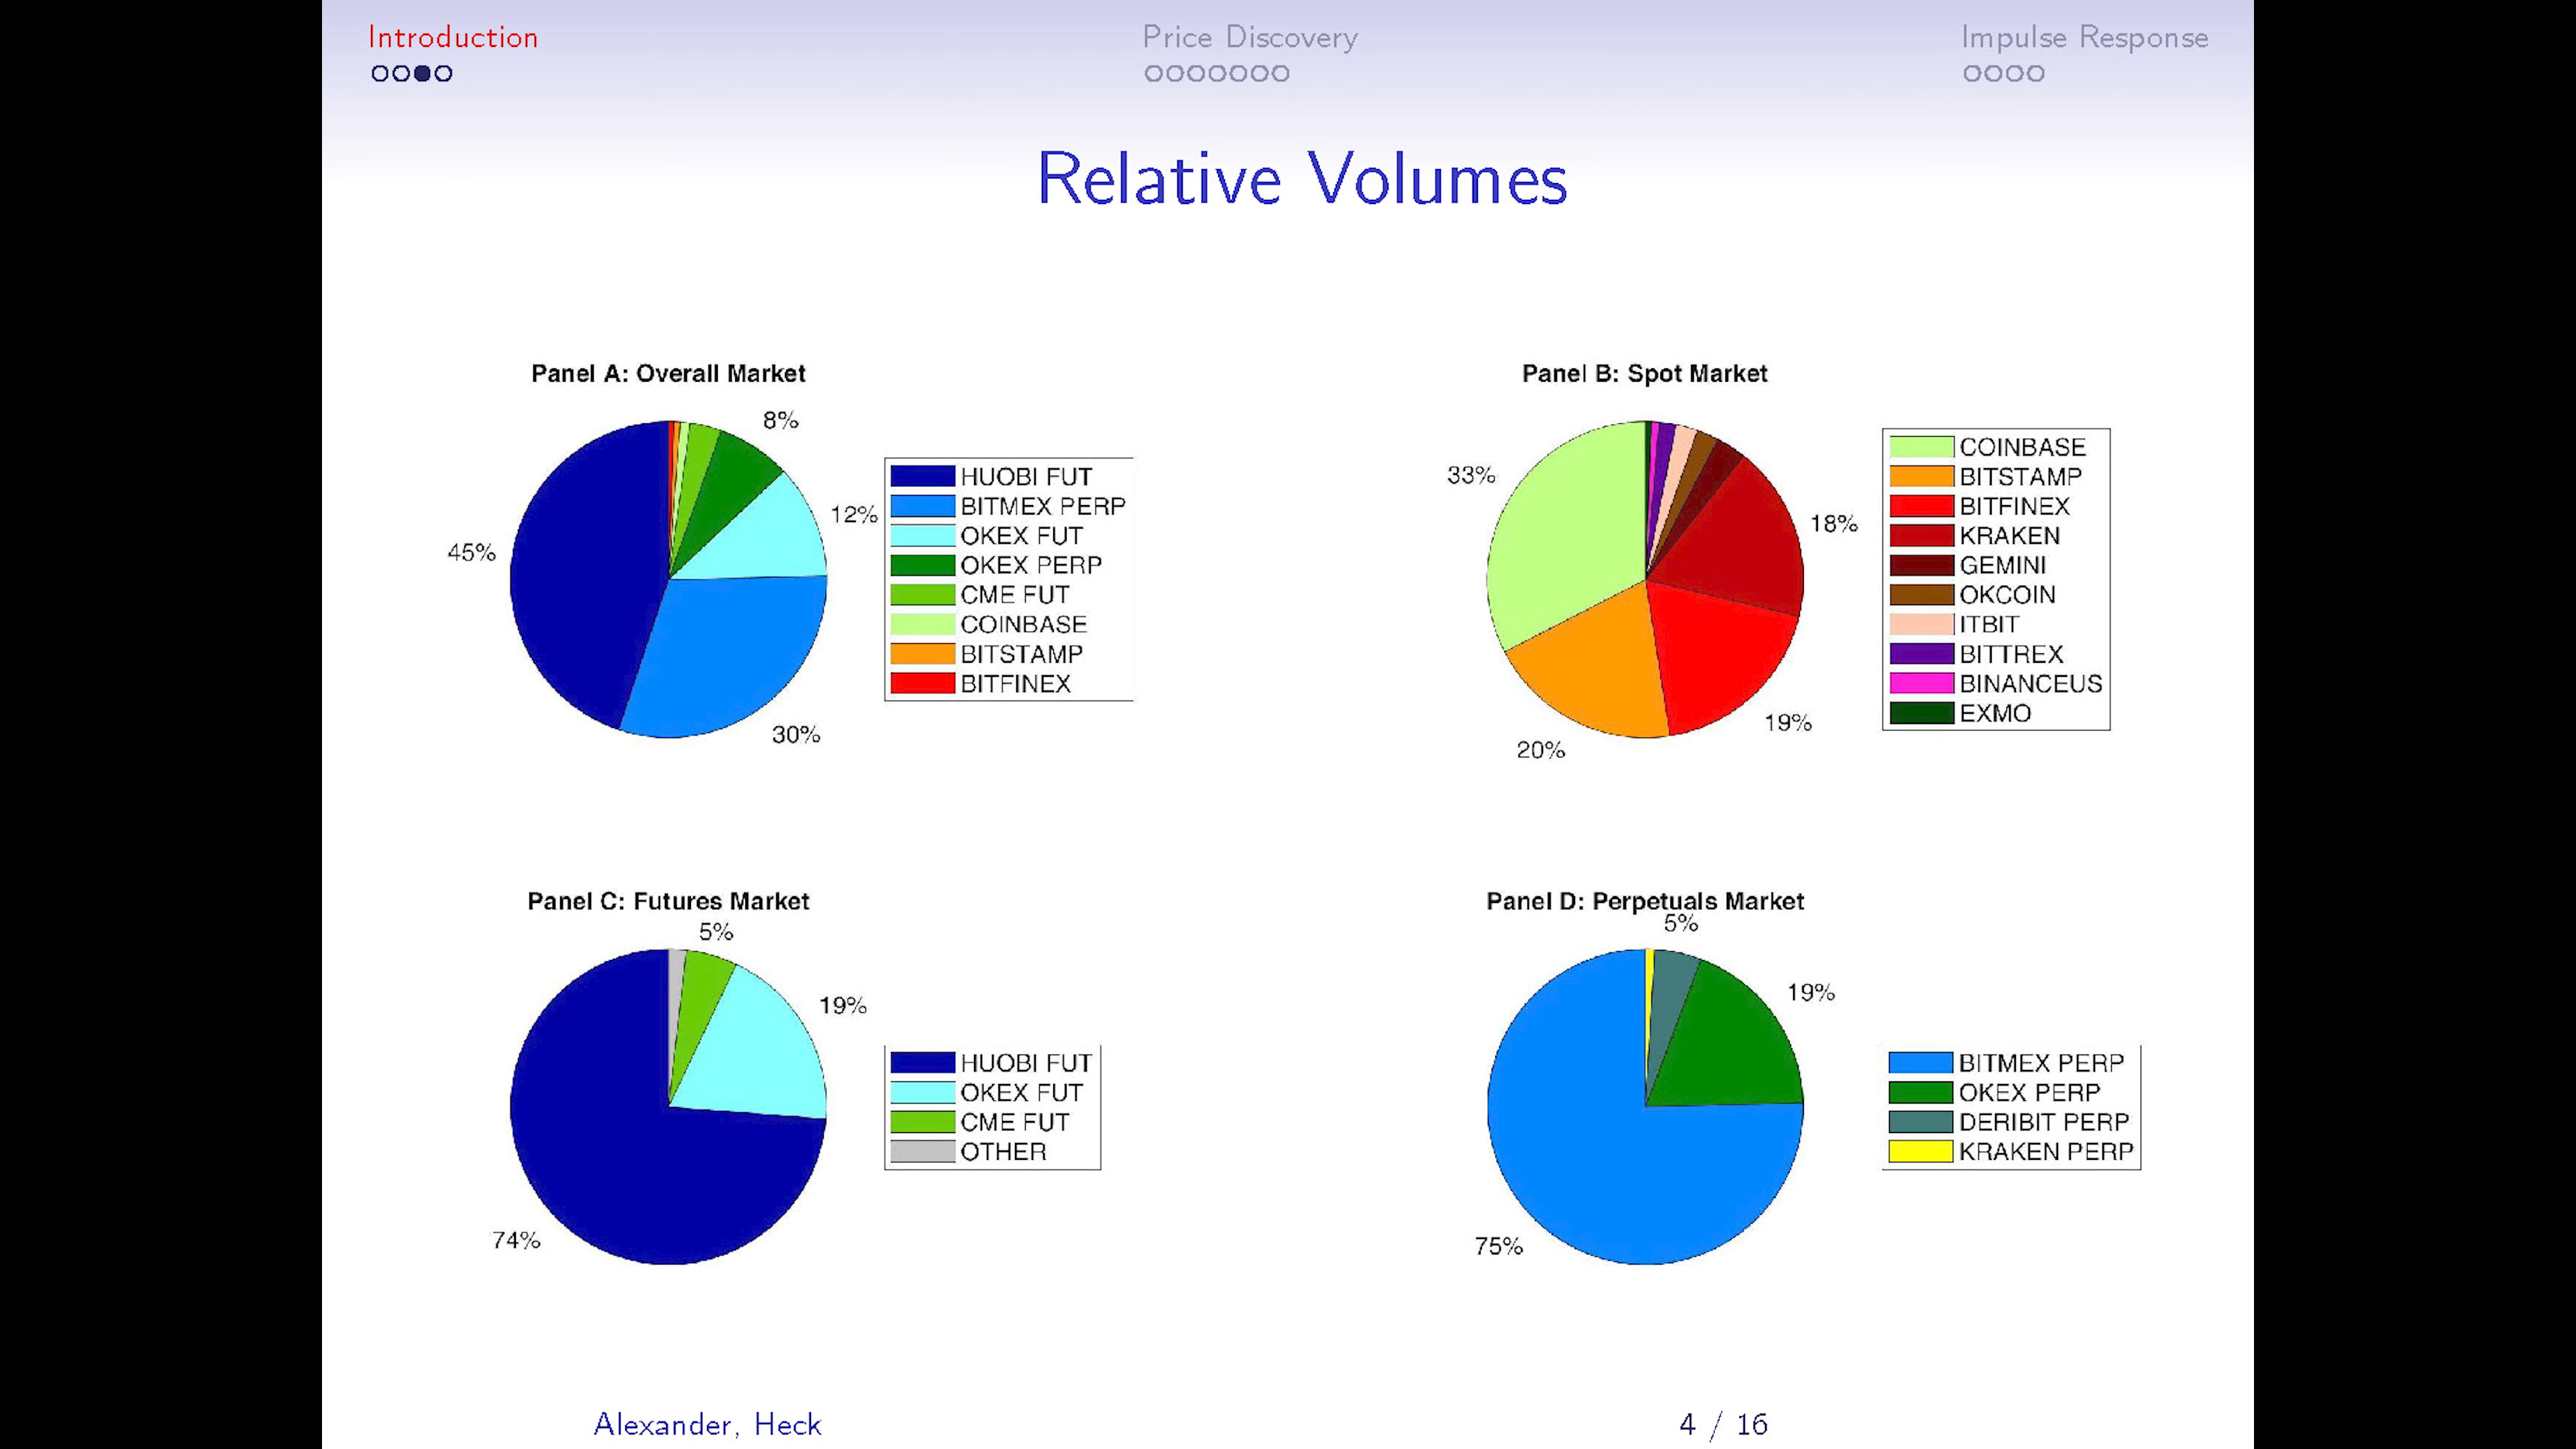 Introduction
Price Discovery
Impulse Response
Relative Volumes
Panel A: Overall Market
8%
12%
45%
30%
HUOBI FUT
BITMEX PERP
OKEX FUT
OKEX PERP
CME FUT
COINBASE
BITSTAMP
BITFINEX
Panel B: Spot Market
33%
18%
19%
20%
COINBASE
BITSTAMP
BITFINEX
KRAKEN
GEMINI
OKCOIN
ITBIT
BITTREX
BINANCEUS
EXMO
Panel C: Futures Market
5%
19%
74%
HUOBI FUT
OKEX FUT
CME FUT
OTHER
Panel D: Perpetuals Market
5%
19%
75%
BITMEX PERP
OKEX PERP
DERIBIT PERP
KRAKEN PERP
Alexander, Heck
4 / 16